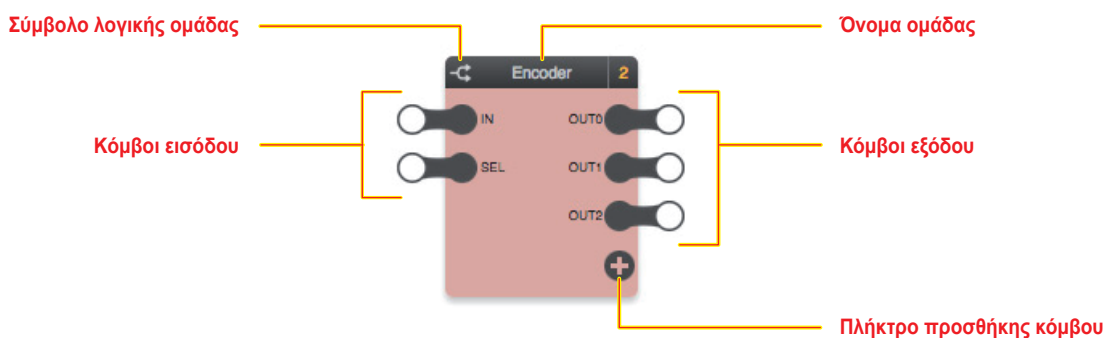 Σύμβολο λογικής ομάδας
Όνομα ομάδας
Encoder 2
IN OUT0
Κόμβοι εισόδου
Κόμβοι εξόδου
SEL OUT1
OUT2
Πλήκτρο προσθήκης κόμβου